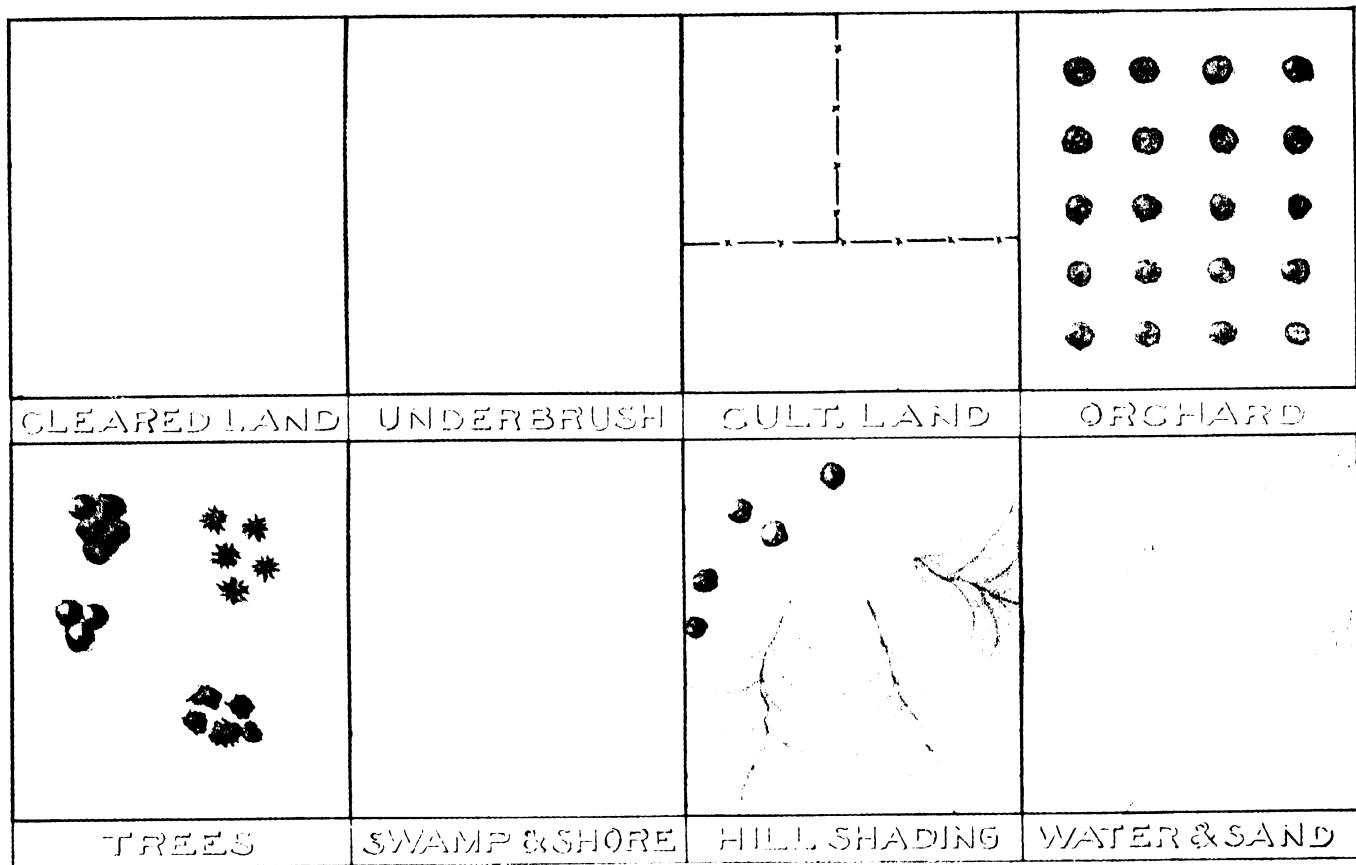 CLEARED LAND
UNDERBRUSH
CULT. LAND
ORCHARD
TREES
SWAMP & SHORE
HILL SHADING
WATER & SAND